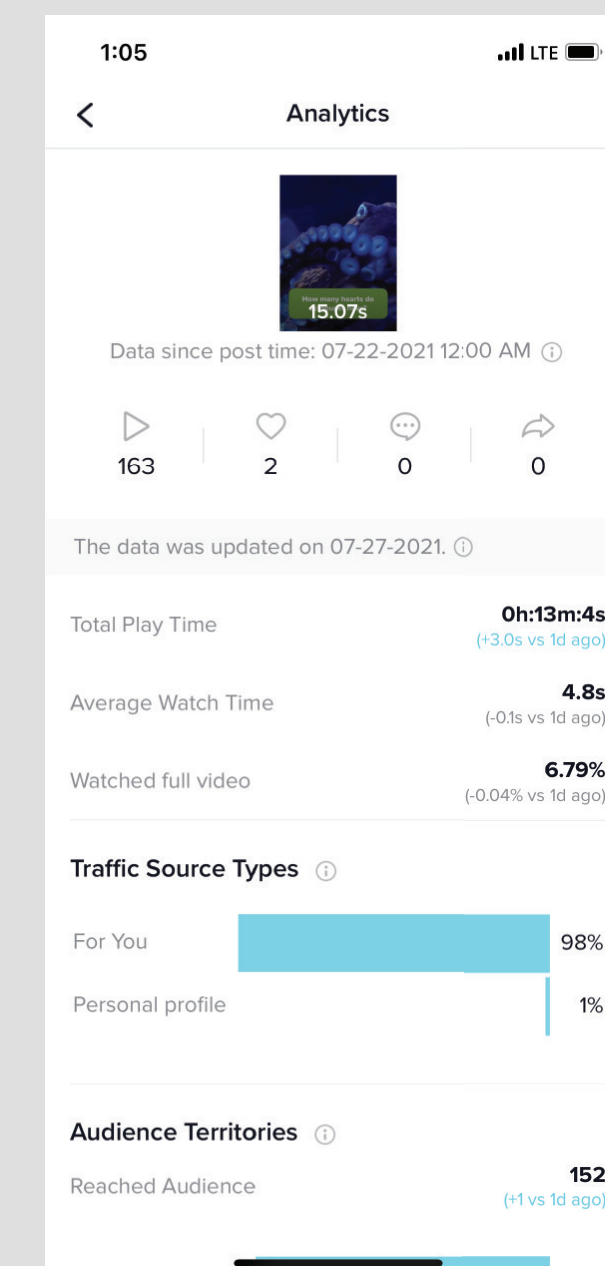 1:05 LTE
Analytics
How many hearts do
15.07s
Data since post time: 07-22-2021 12:00 AM
163 2 0 0
The data was updated on 07-27-2021.
Total Play Time 0h:13m:4s
(+3.0s vs 1d ago)
Average Watch Time 4.8s
(-0.1s vs 1d ago)
Watched full video 6.79%
(-0.04% vs 1d ago)
Traffic Source Types
For You 98%
Personal profile 1%
Audience Territories
Reached Audience 152
(+1 vs 1d ago)